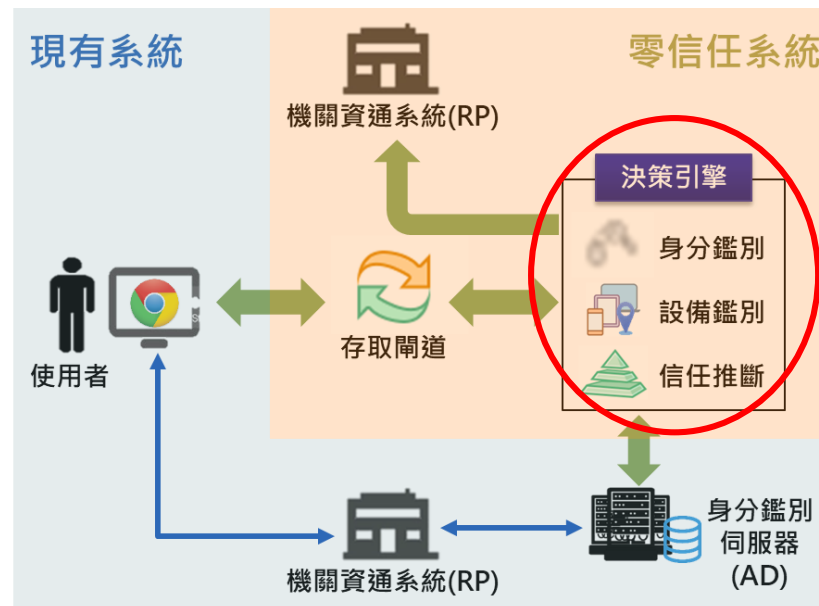 現有系統
零信任系統
機關資通系統(RP)
決策引擎
身分鑑別
設備鑑別
信任推斷
存取閘道
使用者
機關資通系統(RP)
身分鑑別
伺服器
(AD)